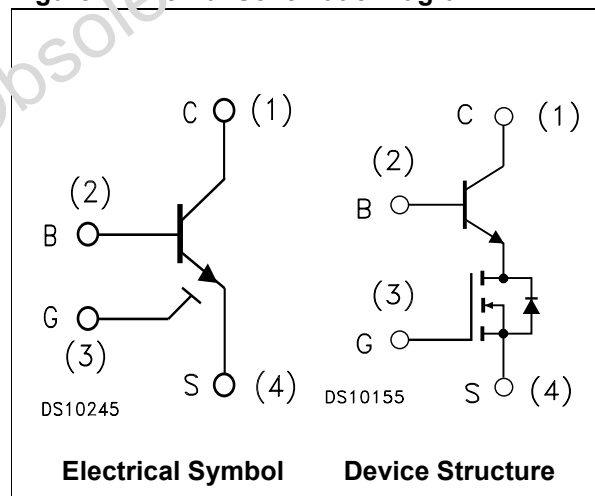 C (1)
(2)
B
G
(3)
S (4)
DS10245
C (1)
(2)
B
(3)
G
S (4)
DS10155
Electrical Symbol
Device Structure